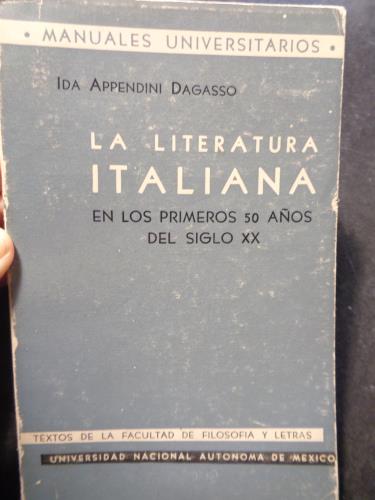 • MANUALES UNIVERSITARIOS •
IDA APPENDINI DAGASSO
LA LITERATURA
ITALIANA
EN LOS PRIMEROS 50 AÑOS
DEL SIGLO XX
TEXTOS DE LA FACULTAD DE FILOSOFIA Y LETRAS
UNIVERSIDAD NACIONAL AUTONOMA DE MEXICO